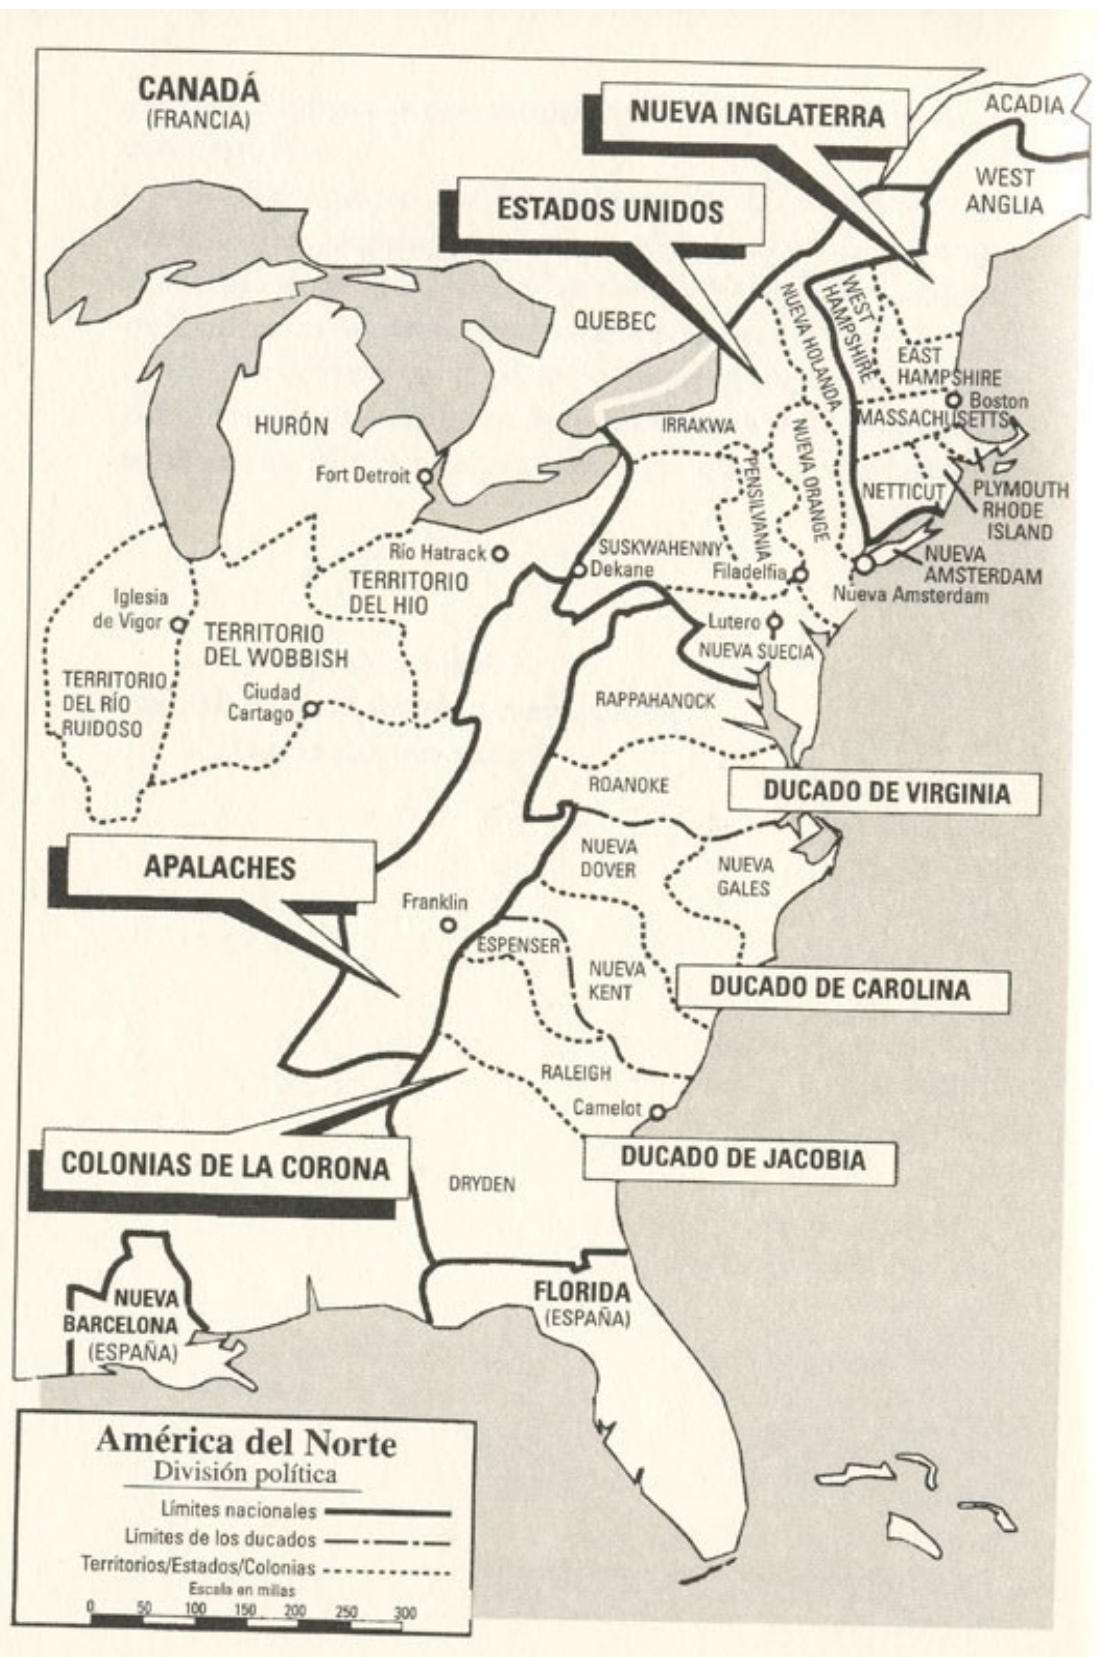 CANADÁ
(FRANCIA)
NUEVA INGLATERRA
ACADIA
WEST
ANGLIA
ESTADOS UNIDOS
QUEBEC
NUEVA HOLANDA
WEST
HAMPSHIRE
EAST
HAMPSHIRE
Boston
MASSACHUSETTS
HURÓN
IRRAKWA
Fort Detroit
PENSILVANIA
NUEVA ORANGE
NETTICUT
PLYMOUTH
RHODE
ISLAND
Río Hatrack
SUSKWAHENNY
Dekane
Filadelfia
NUEVA
AMSTERDAM
Nueva Amsterdam
TERRITORIO
DEL HIO
Iglesia
de Vigor
TERRITORIO
DEL WOBBISH
Lutero
NUEVA SUECIA
TERRITORIO
DEL RÍO
RUIDOSO
Ciudad
Cartago
RAPPAHANOCK
ROANOKE
DUCADO DE VIRGINIA
APALACHES
NUEVA
DOVER
NUEVA
GALES
Franklin
ESPENSER
NUEVA
KENT
DUCADO DE CAROLINA
RALEIGH
Camelot
COLONIAS DE LA CORONA
DUCADO DE JACOBIA
DRYDEN
NUEVA
BARCELONA
(ESPAÑA)
FLORIDA
(ESPAÑA)
América del Norte
División política
Límites nacionales
Límites de los ducados
Territorios/Estados/Colonias
Escala en millas
0 50 100 150 200 250 300